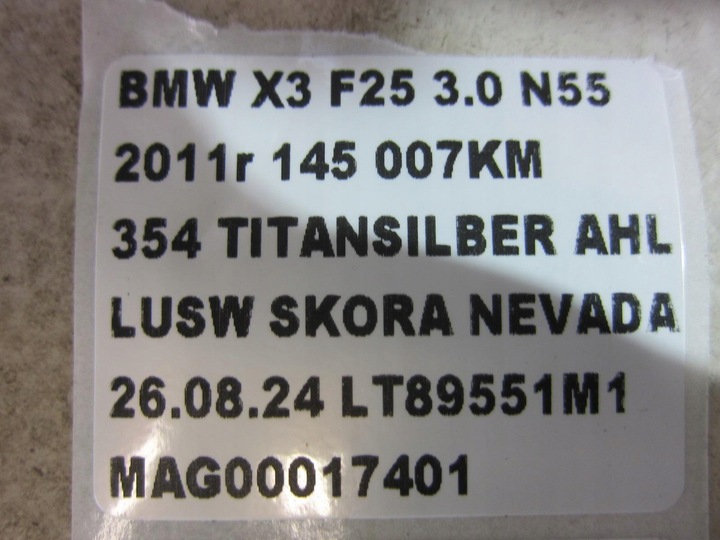 BMW X3 F25 3.0 N55
2011r 145 007KM
354 TITANSILBER AHL
LUSW SKORA NEVADA
26.08.24 LT89551M1
MAG00017401